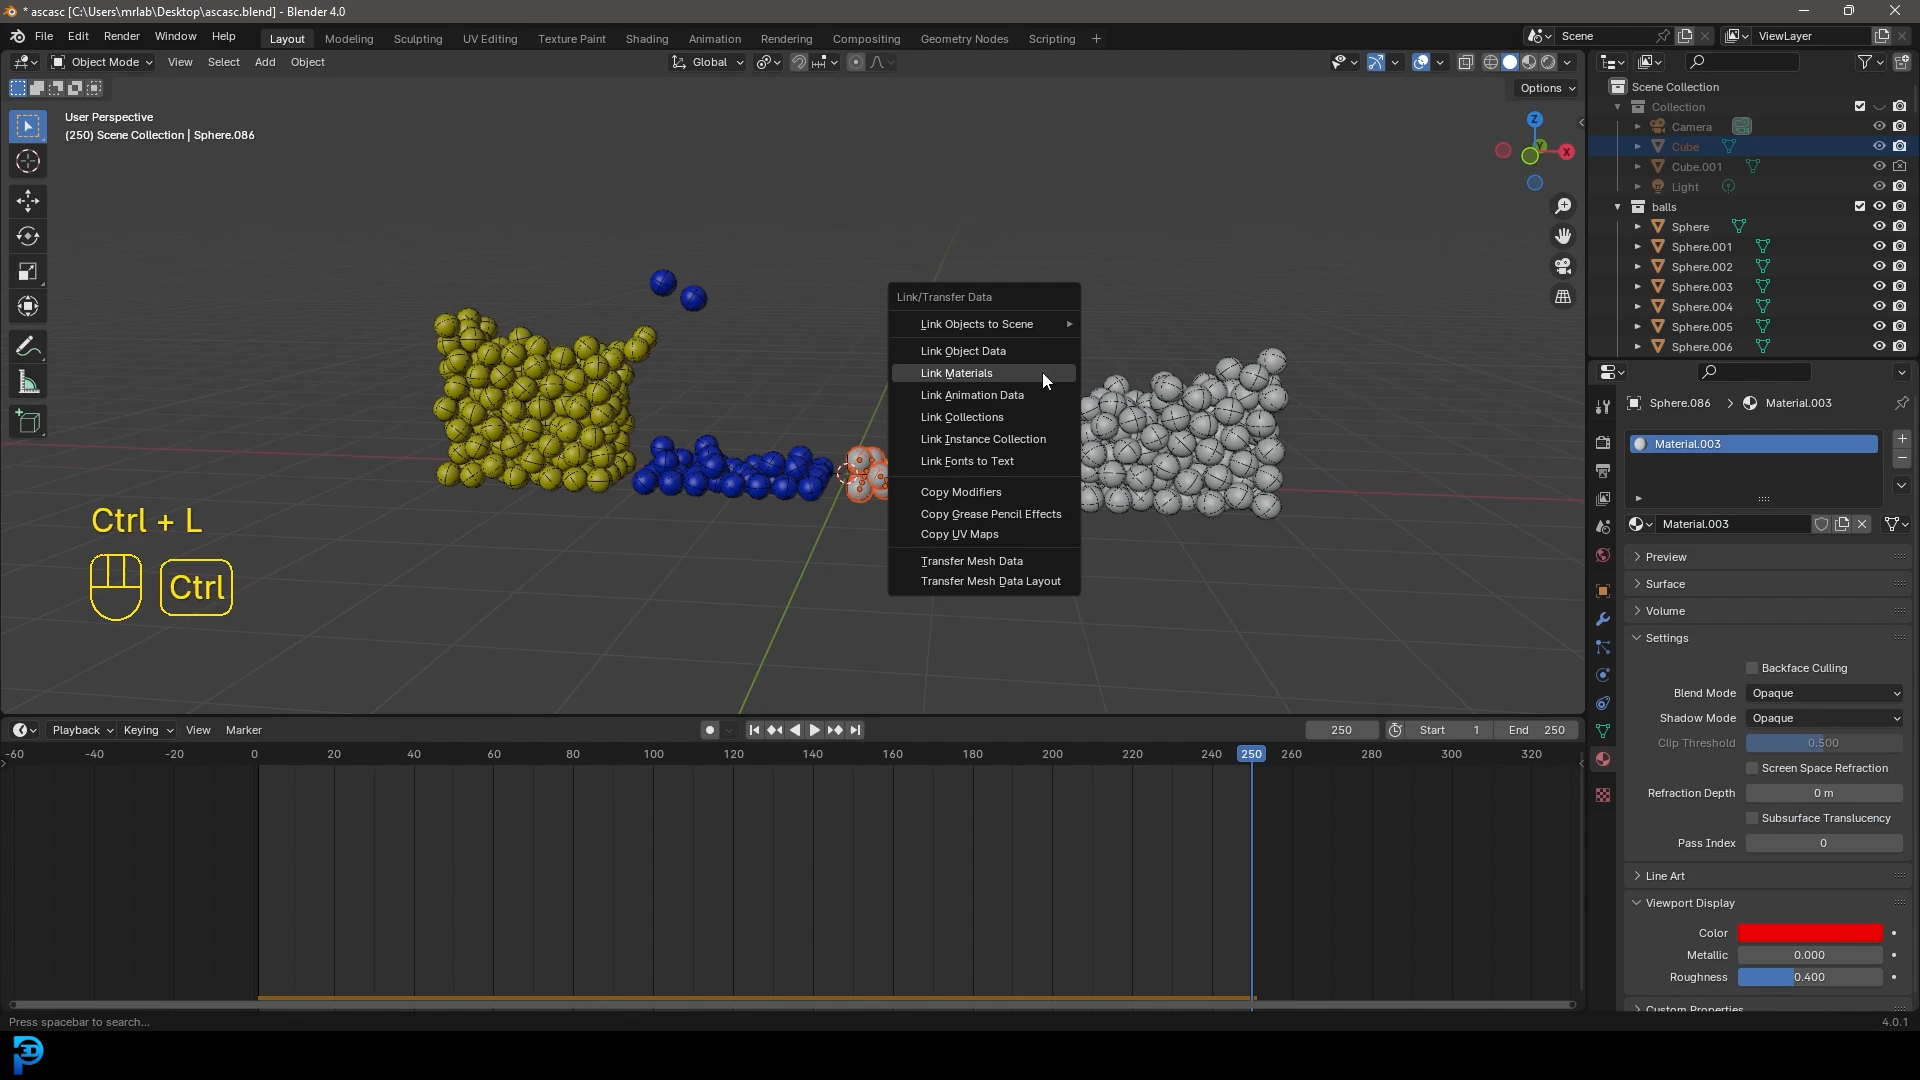 * ascasc [C:\Users\mrlab\Desktop\ascasc.blend] - Blender 4.0
File Edit Render Window Help Layout Modeling Sculpting UV Editing Texture Paint Shading Animation Rendering Compositing Geometry Nodes Scripting + Scene ViewLayer
Object Mode View Select Add Object Global
Options
User Perspective
(250) Scene Collection | Sphere.086
Z
Y
X
Link/Transfer Data
Link Objects to Scene
Link Object Data
Link Materials
Link Animation Data
Link Collections
Link Instance Collection
Link Fonts to Text
Copy Modifiers
Copy Grease Pencil Effects
Copy UV Maps
Transfer Mesh Data
Transfer Mesh Data Layout
Ctrl + L
Ctrl
Scene Collection
Collection
Camera
Cube
Cube.001
Light
balls
Sphere
Sphere.001
Sphere.002
Sphere.003
Sphere.004
Sphere.005
Sphere.006
Sphere.086 > Material.003
Material.003
Material.003
Preview
Surface
Volume
Settings
Backface Culling
Blend Mode Opaque
Shadow Mode Opaque
Clip Threshold 0.500
Screen Space Refraction
Refraction Depth 0 m
Subsurface Translucency
Pass Index 0
Line Art
Viewport Display
Color
Metallic 0.000
Roughness 0.400
Custom Properties
Playback Keying View Marker 250 Start 1 End 250
-60 -40 -20 0 20 40 60 80 100 120 140 160 180 200 220 240 250 260 280 300 320
Press spacebar to search... 4.0.1